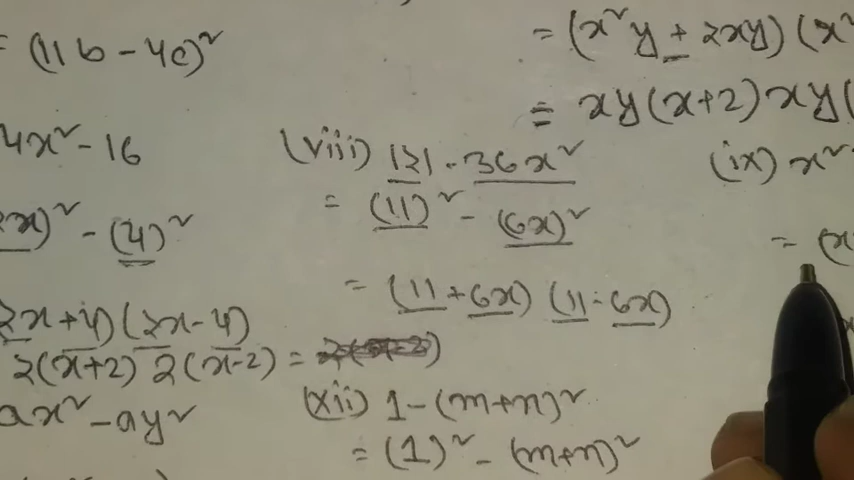 = (11b - 4c)²
4x² - 16
x)² - (4)²
2x+4) (2x-4)
2(x+2) 2(x-2) =
ax² - ay²
(viii) 121 - 36x²
= (11)² - (6x)²
= (11 + 6x) (11 - 6x)
(xii) 1 - (m+n)²
= (1)² - (m+n)²
= (x²y + 2xy) (x²
= xy(x+2) xy(
(ix) x²
= (x